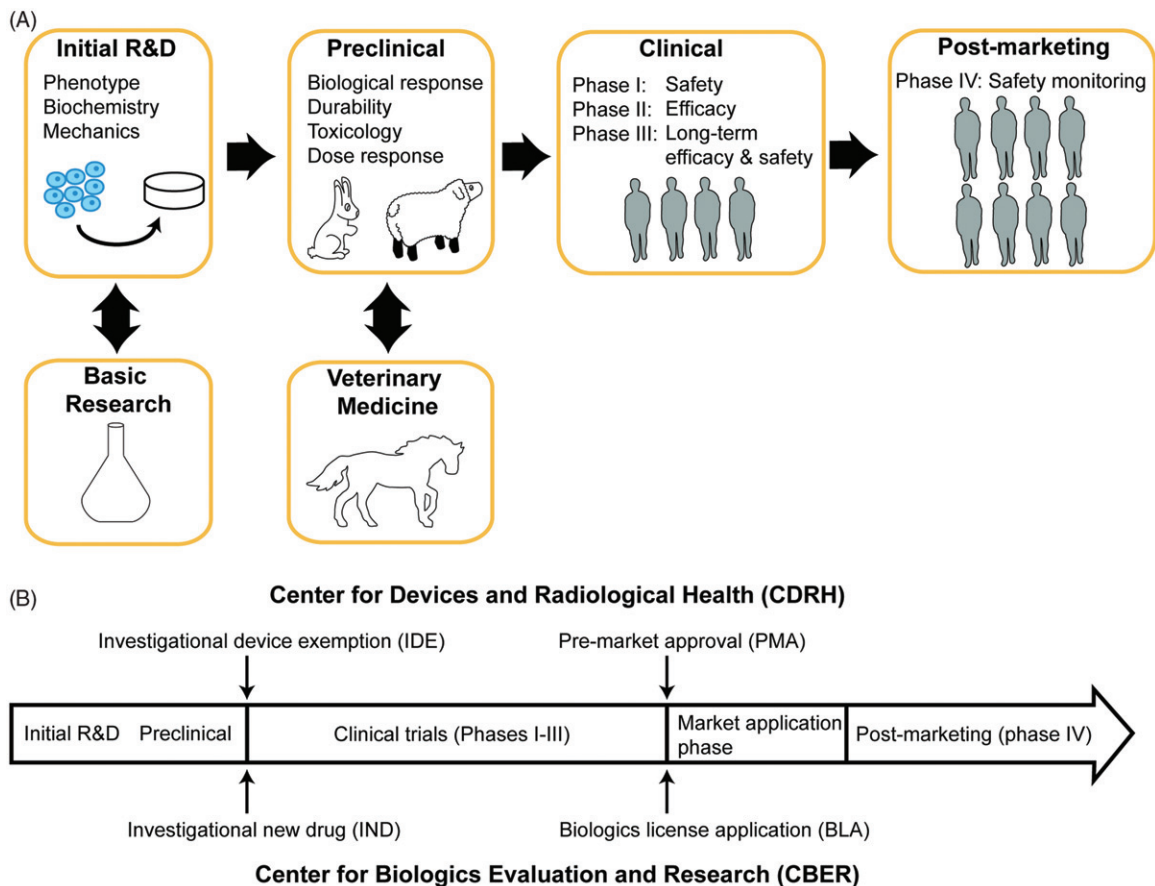 (A)
Initial R&D
Phenotype
Biochemistry
Mechanics
Preclinical
Biological response
Durability
Toxicology
Dose response
Clinical
Phase I: Safety
Phase II: Efficacy
Phase III: Long-term
efficacy & safety
Post-marketing
Phase IV: Safety monitoring
Basic
Research
Veterinary
Medicine
(B)
Center for Devices and Radiological Health (CDRH)
Investigational device exemption (IDE)
Pre-market approval (PMA)
Initial R&D
Preclinical
Clinical trials (Phases I-III)
Market application
phase
Post-marketing (phase IV)
Investigational new drug (IND)
Biologics license application (BLA)
Center for Biologics Evaluation and Research (CBER)